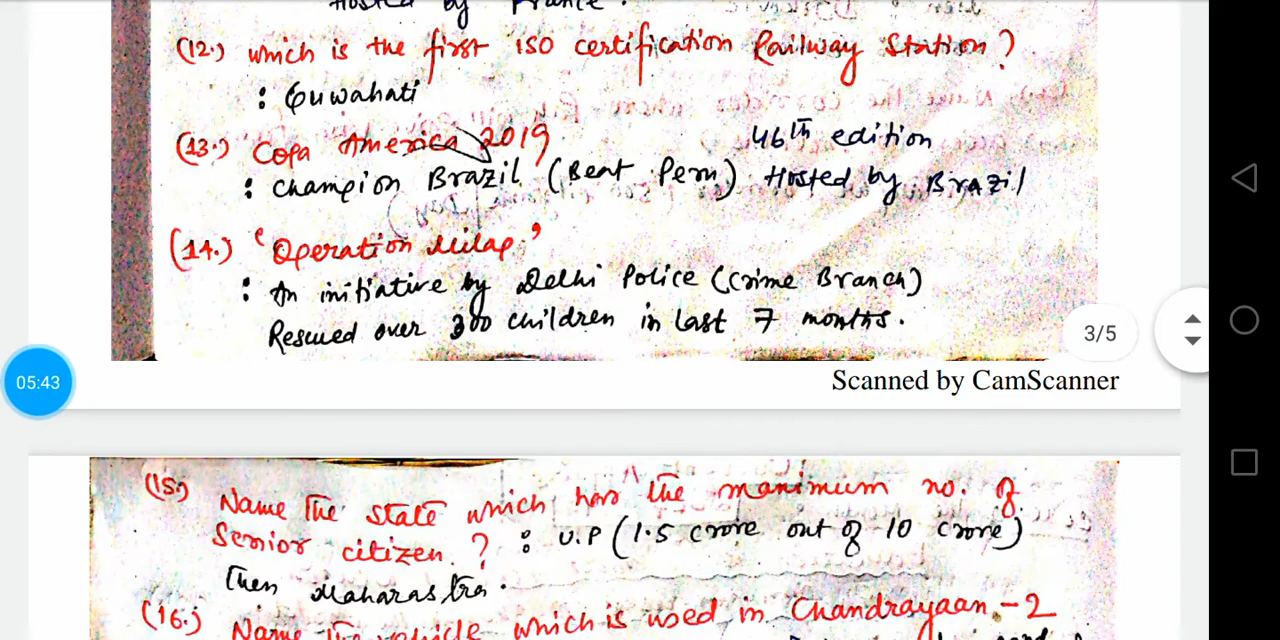 Hosted by France.
(12.) which is the first ISO certification Railway Station?
: Guwahati
(13.) Copa America 2019 46th edition
: Champion Brazil (Beat Peru) Hosted by Brazil
(14.) 'Operation Milap'
: An initiative by Delhi Police (Crime Branch)
Rescued over 300 children in last 7 months.
3/5
05:43
Scanned by CamScanner
(15.) Name the state which has the maximum no. of
Senior citizen? : U.P (1.5 crore out of 10 crore)
Then Maharastra.
(16.) Name the vehicle which is used in Chandrayaan-2